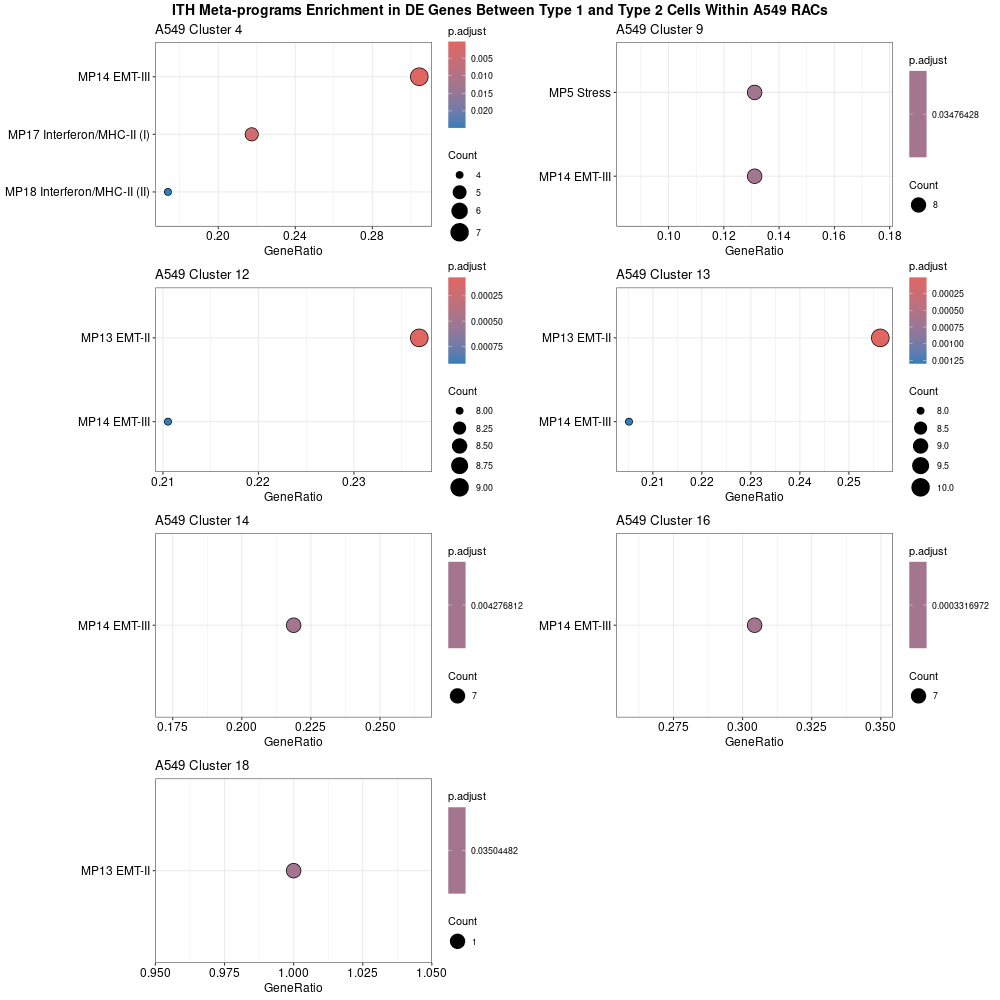 ITH Meta-programs Enrichment in DE Genes Between Type 1 and Type 2 Cells Within A549 RACs
A549 Cluster 4
MP14 EMT-III
MP17 Interferon/MHC-II (I)
MP18 Interferon/MHC-II (II)
0.20 0.24 0.28
GeneRatio
p.adjust
0.005
0.010
0.015
0.020
Count
4
5
6
7
A549 Cluster 9
MP5 Stress
MP14 EMT-III
0.10 0.12 0.14 0.16 0.18
GeneRatio
p.adjust
0.03476428
Count
8
A549 Cluster 12
MP13 EMT-II
MP14 EMT-III
0.21 0.22 0.23
GeneRatio
p.adjust
0.00025
0.00050
0.00075
Count
8.00
8.25
8.50
8.75
9.00
A549 Cluster 13
MP13 EMT-II
MP14 EMT-III
0.21 0.22 0.23 0.24 0.25
GeneRatio
p.adjust
0.00025
0.00050
0.00075
0.00100
0.00125
Count
8.0
8.5
9.0
9.5
10.0
A549 Cluster 14
MP14 EMT-III
0.175 0.200 0.225 0.250
GeneRatio
p.adjust
0.004276812
Count
7
A549 Cluster 16
MP14 EMT-III
0.275 0.300 0.325 0.350
GeneRatio
p.adjust
0.0003316972
Count
7
A549 Cluster 18
MP13 EMT-II
0.950 0.975 1.000 1.025 1.050
GeneRatio
p.adjust
0.03504482
Count
1